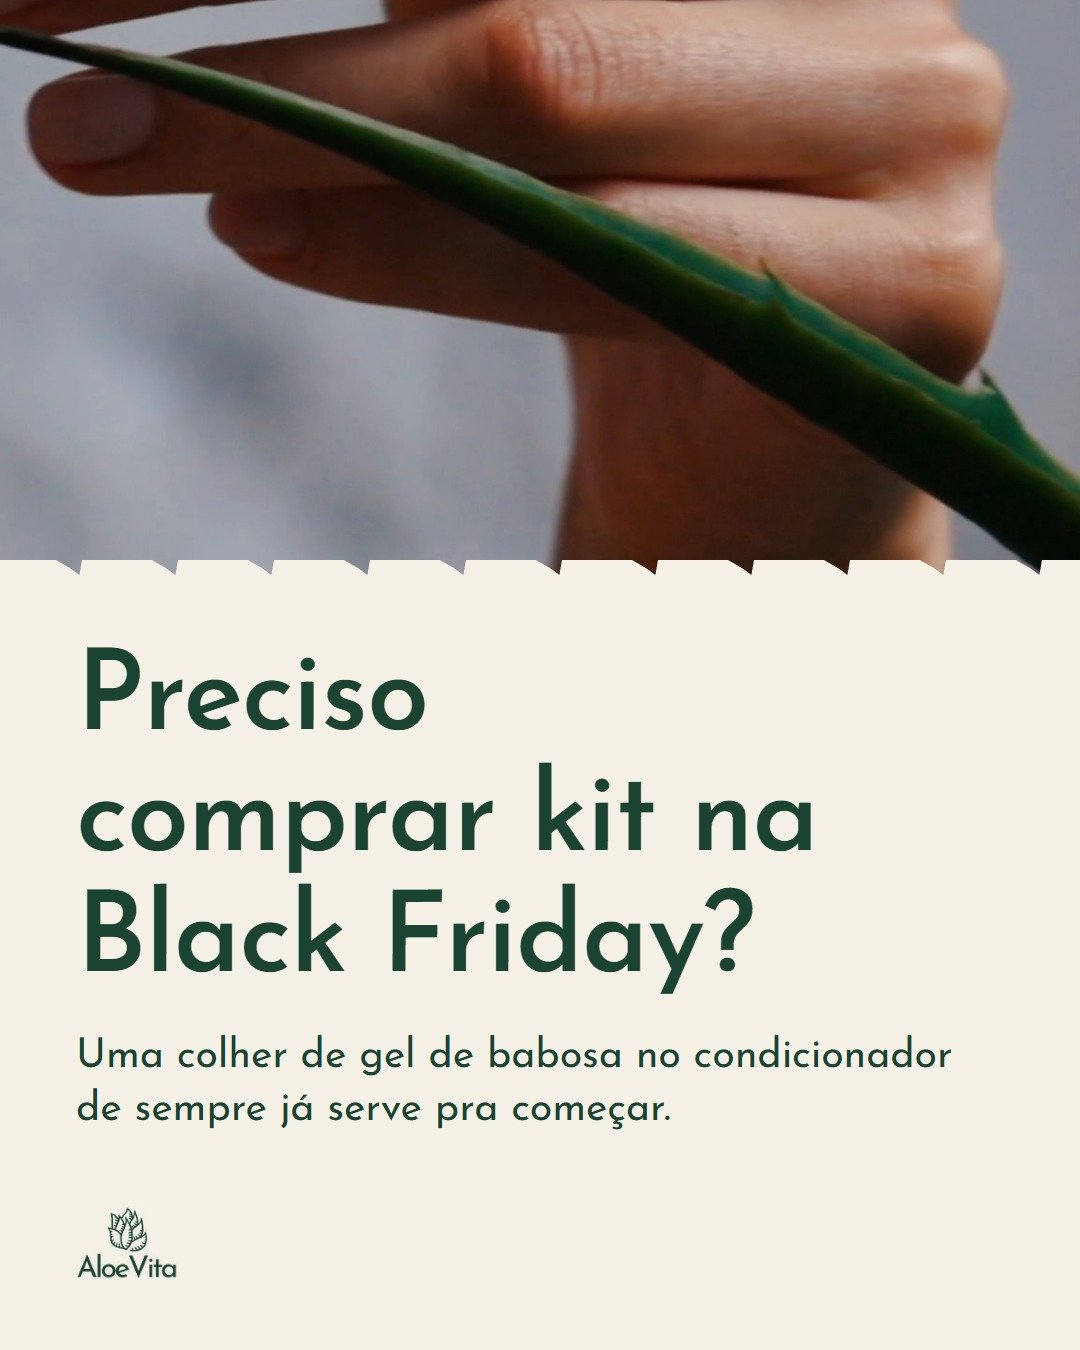 Preciso
comprar kit na
Black Friday?
Uma colher de gel de babosa no condicionador
de sempre já serve pra começar.
AloeVita